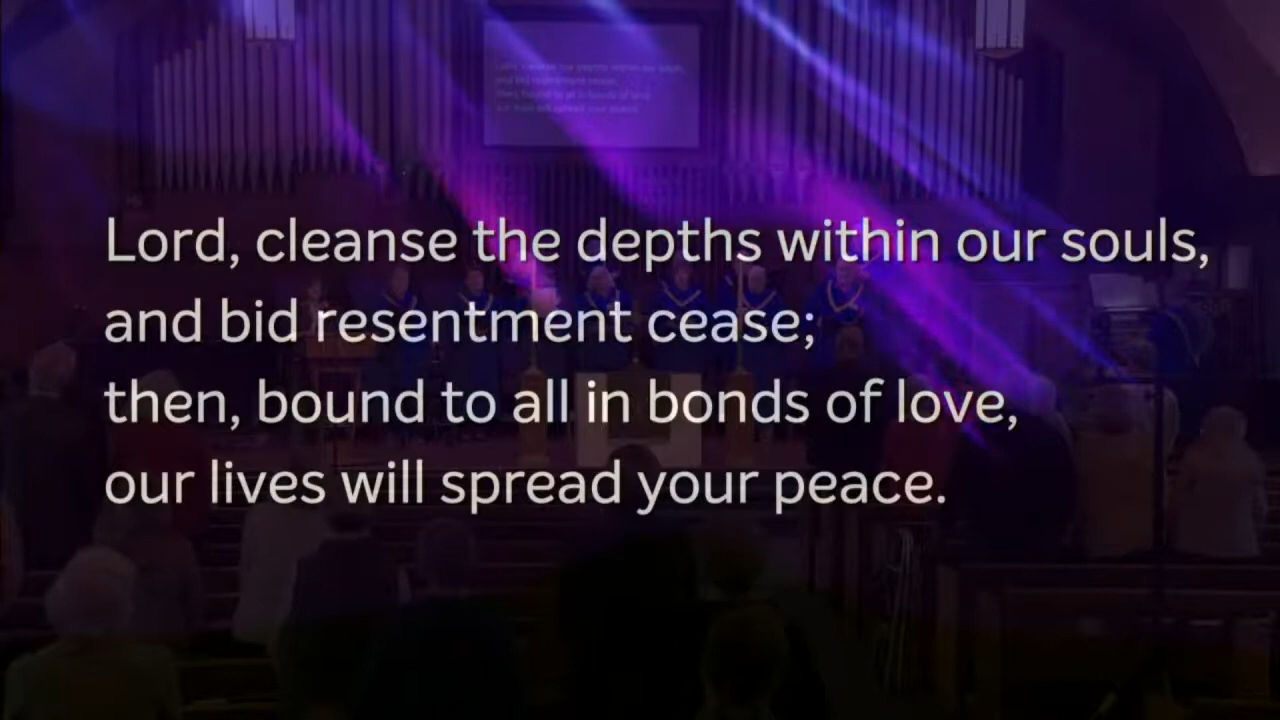 Lord, cleanse the depths within our souls,
and bid resentment cease;
then, bound to all in bonds of love,
our lives will spread your peace.